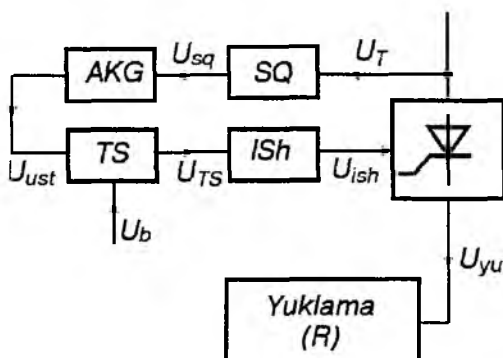 AKG U_sq SQ U_T
U_ust TS U_TS ISh U_ish
U_b
U_yu
Yuklama
(R)